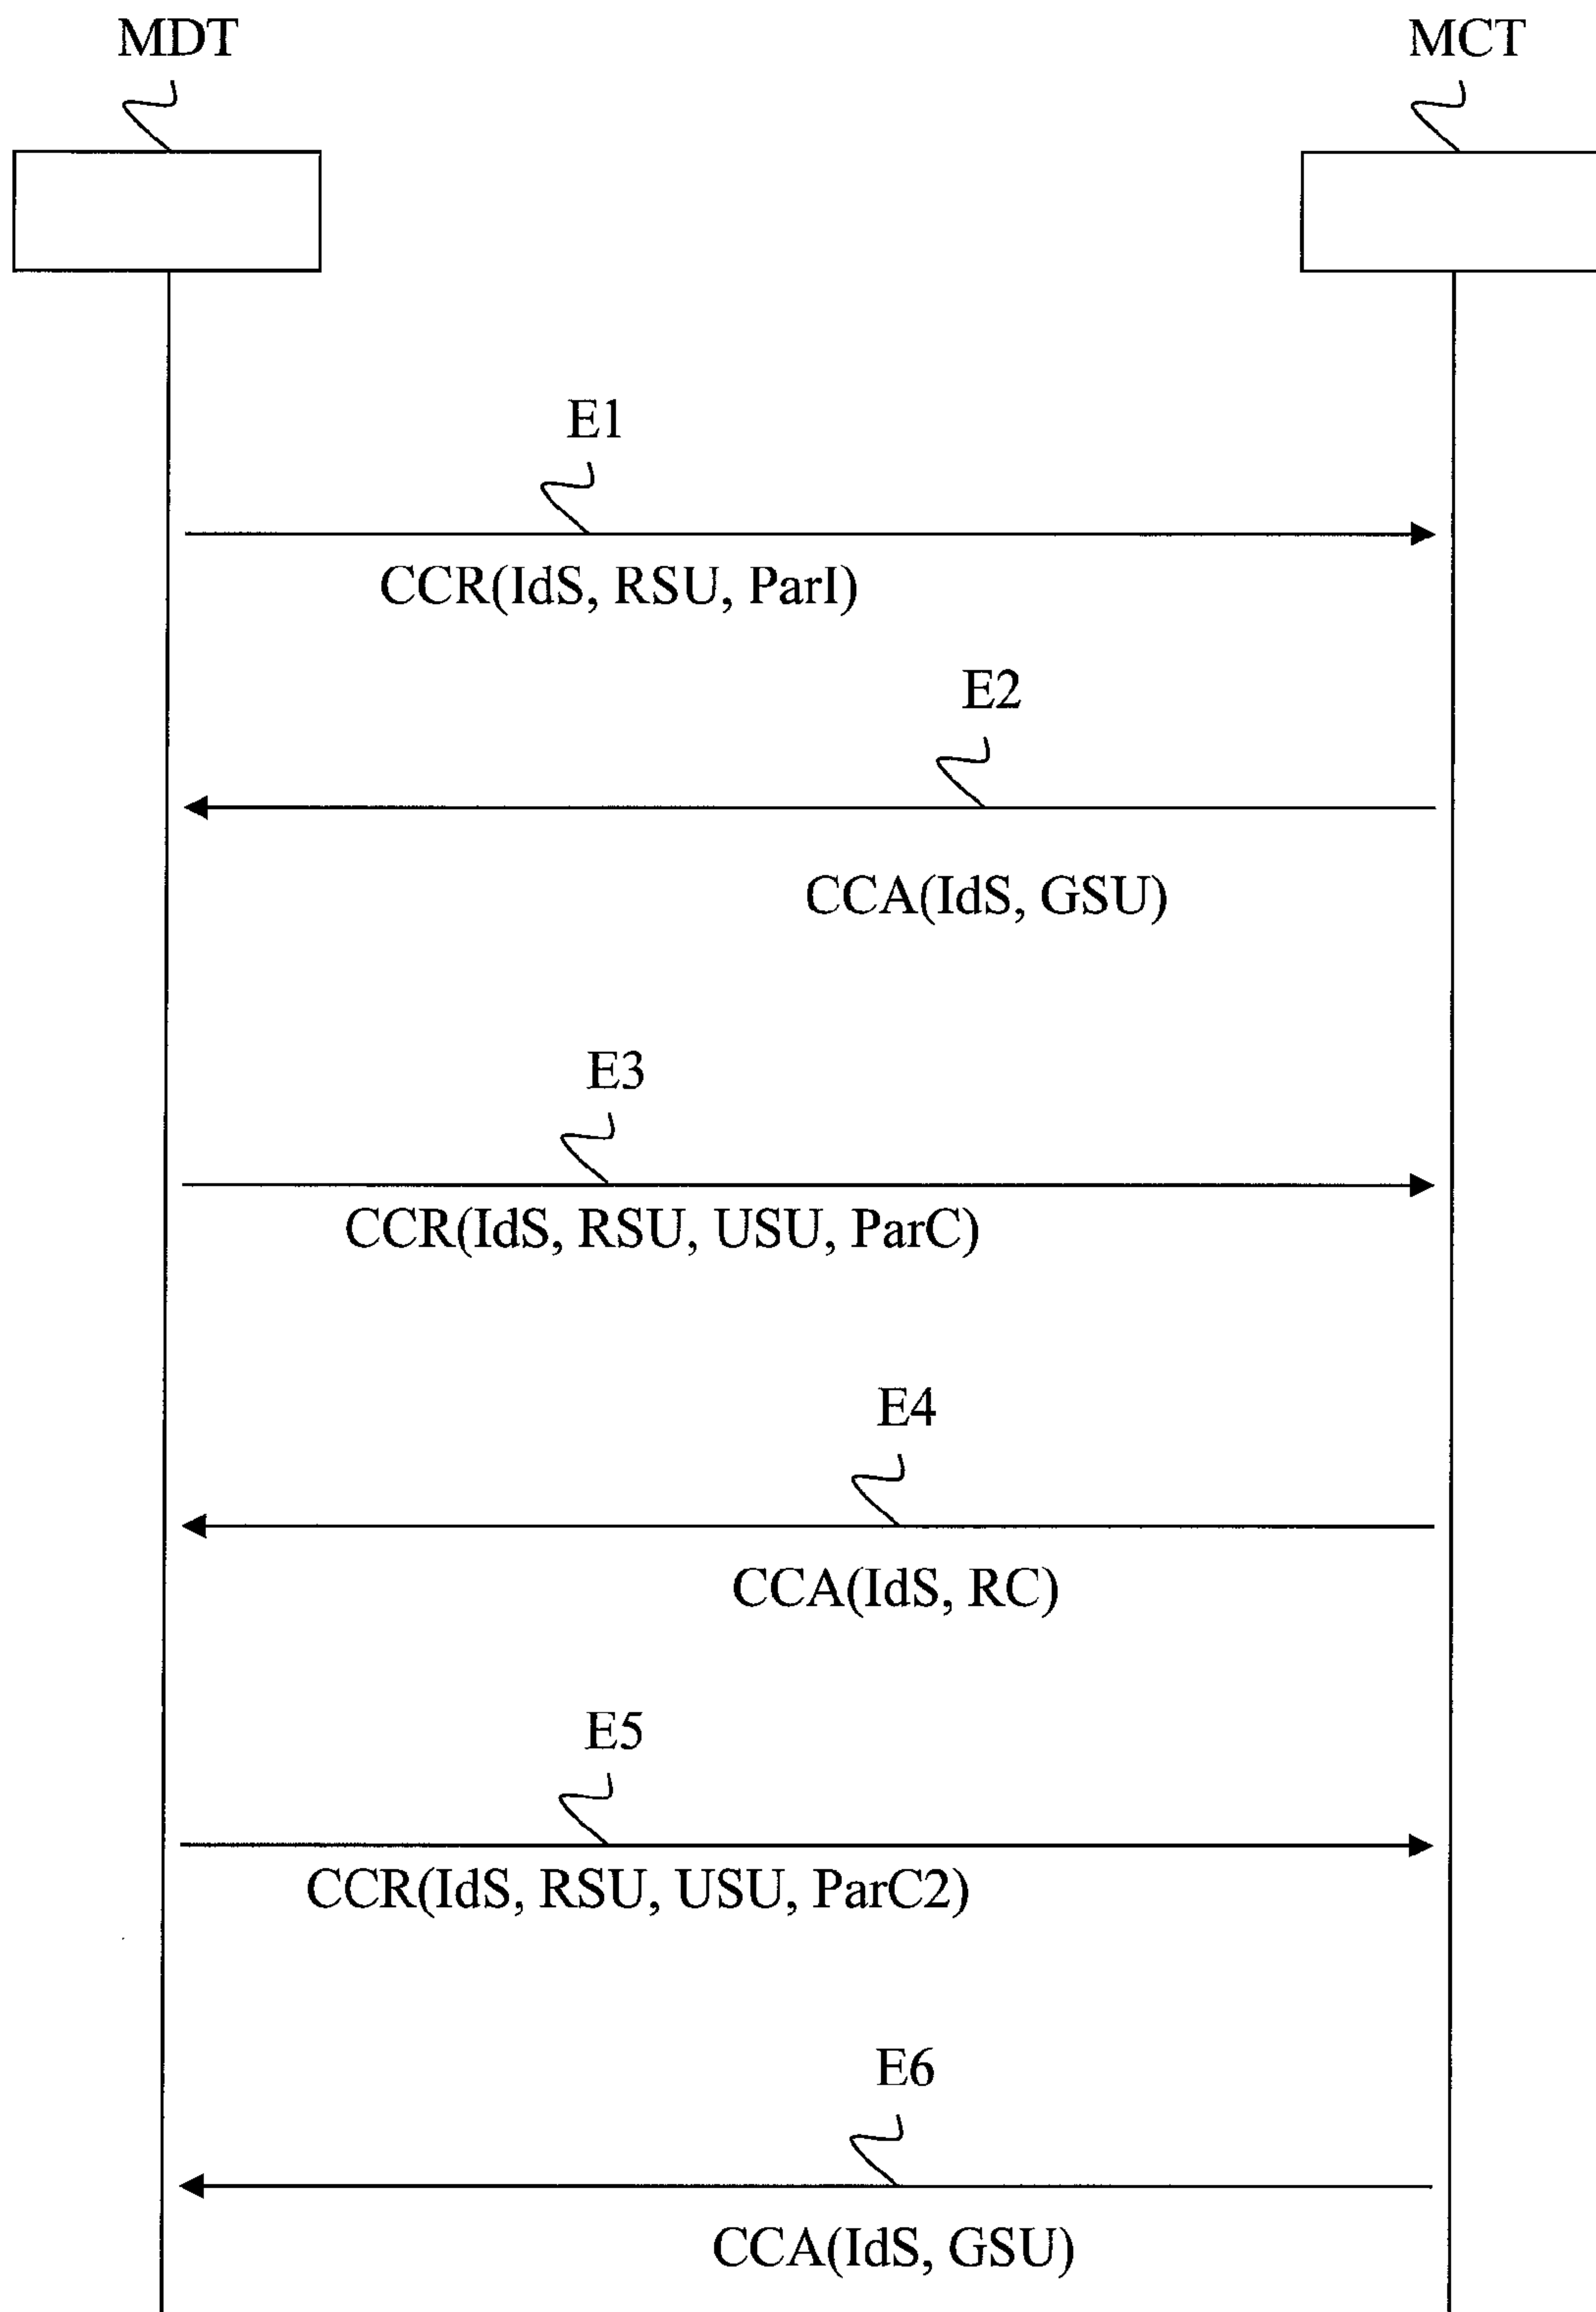 MDT
MCT
E1
CCR(IdS, RSU, ParI)
E2
CCA(IdS, GSU)
E3
CCR(IdS, RSU, USU, ParC)
E4
CCA(IdS, RC)
E5
CCR(IdS, RSU, USU, ParC2)
E6
CCA(IdS, GSU)